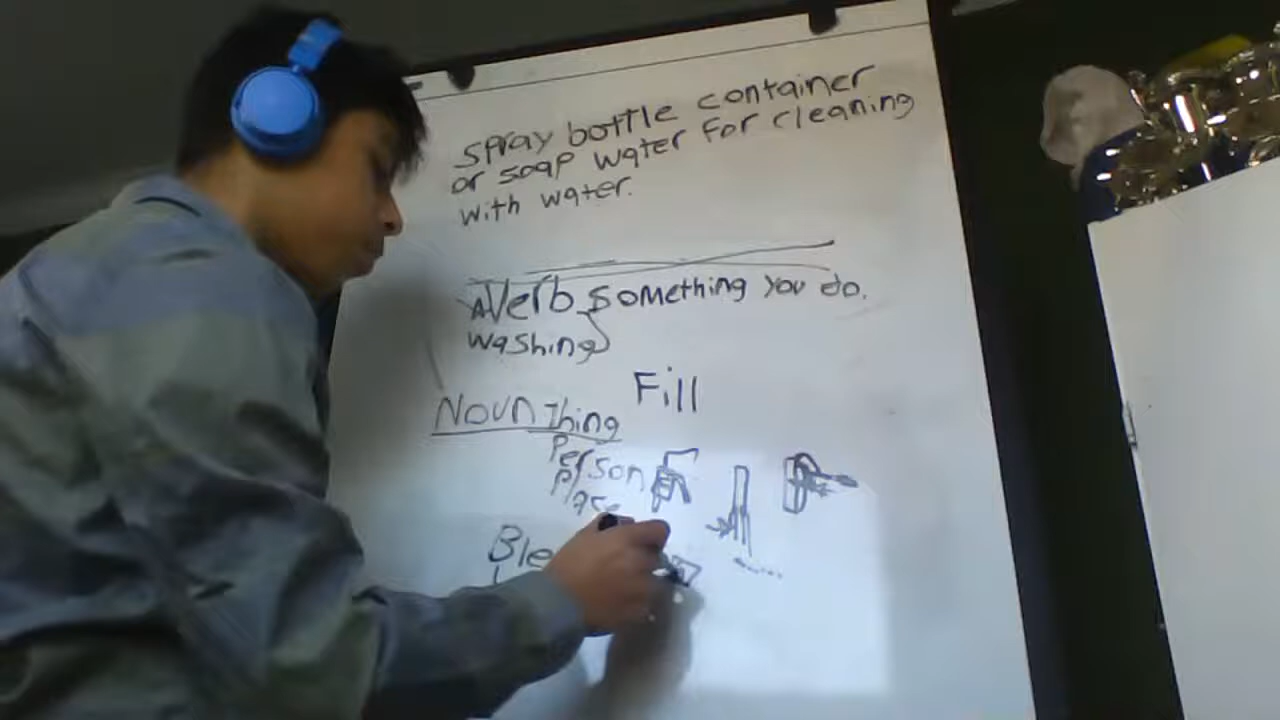 spray bottle container
or soap water for cleaning
with water.
Verb something you do.
washing
Fill
Noun thing
Person
Place
Ble